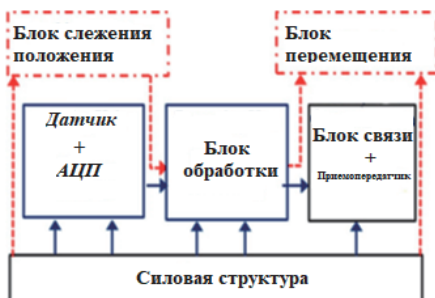 Блок слежения
положения
Блок
перемещения
Датчик
+
АЦП
Блок
обработки
Блок связи
+
Приемопередатчик
Силовая структура